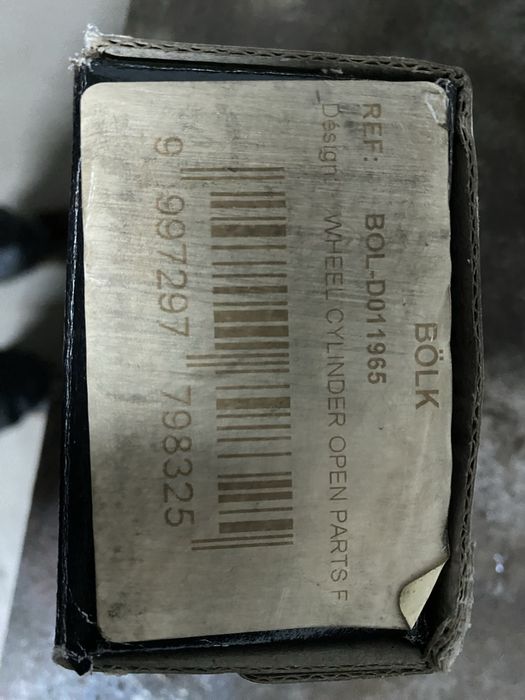 BÖLK
REF: BOL-D011965
Design WHEEL CYLINDER OPEN PARTS F
9 997297 798325